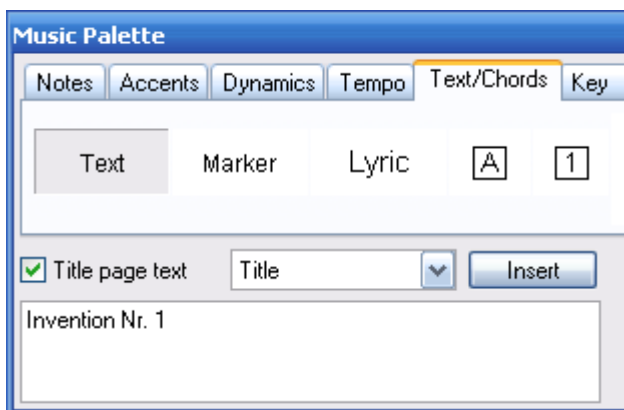 Music Palette
Notes Accents Dynamics Tempo Text/Chords Key
Text Marker Lyric A 1
Title page text Title Insert
Invention Nr. 1